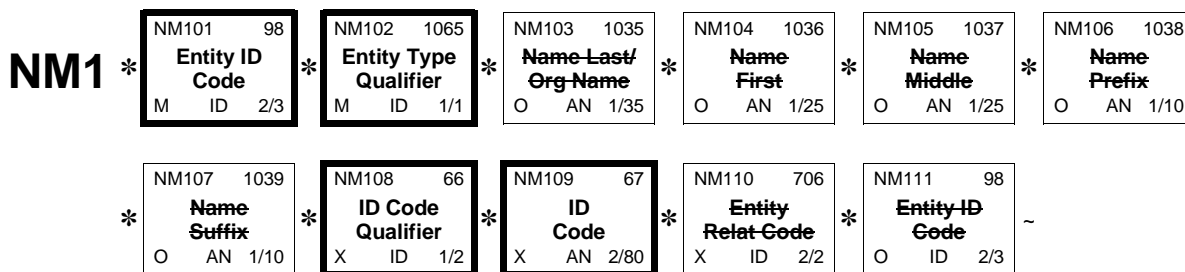 NM101 98 NM102 1065 NM103 1035 NM104 1036 NM105 1037 NM106 1038
NM1 * Entity ID * Entity Type * Name Last/ * Name * Name * Name
Code Qualifier Org Name First Middle Prefix
M ID 2/3 M ID 1/1 O AN 1/35 O AN 1/25 O AN 1/25 O AN 1/10
NM107 1039 NM108 66 NM109 67 NM110 706 NM111 98
* Name * ID Code * ID * Entity * Entity ID ~
Suffix Qualifier Code Relat Code Code
O AN 1/10 X ID 1/2 X AN 2/80 X ID 2/2 O ID 2/3